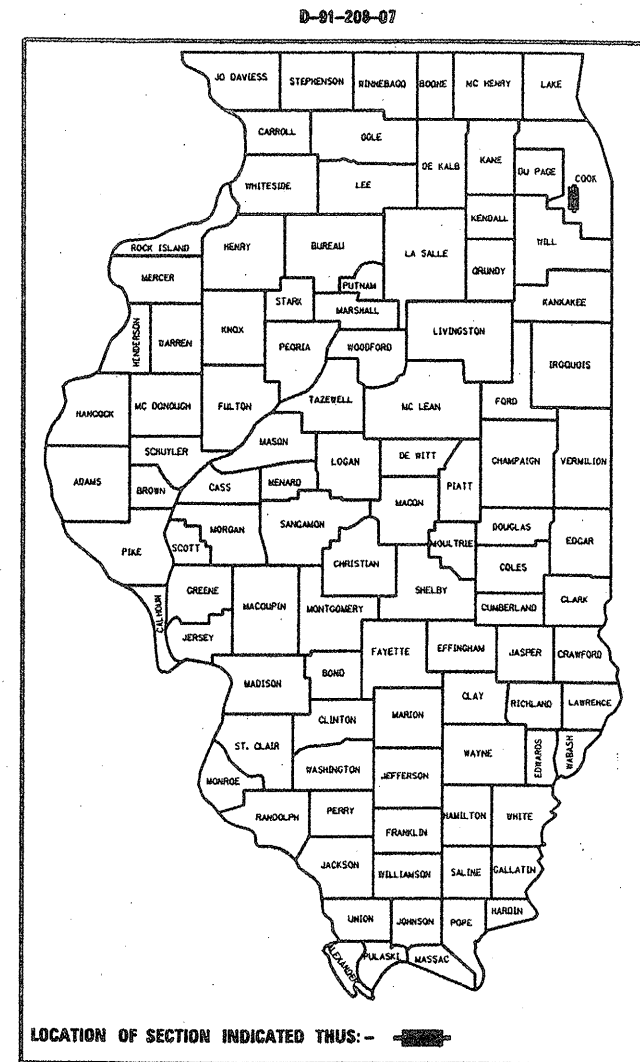 D-91-208-07
JO DAVIESS STEPHENSON WINNEBAGO BOONE MC HENRY LAKE
CARROLL OGLE DE KALB KANE DU PAGE COOK
WHITESIDE LEE
KENDALL
ROCK ISLAND HENRY BUREAU LA SALLE GRUNDY WILL
MERCER PUTNAM
STARK MARSHALL KANKAKEE
HENDERSON WARREN KNOX PEORIA WOODFORD LIVINGSTON
IROQUOIS
HANCOCK MC DONOUGH FULTON TAZEWELL MC LEAN FORD
MASON
SCHUYLER LOGAN DE WITT CHAMPAIGN VERMILION
ADAMS BROWN CASS MENARD PIATT
MACON
MORGAN SANGAMON DOUGLAS
PIKE SCOTT CHRISTIAN MOULTRIE EDGAR
COLES
GREENE MACOUPIN MONTGOMERY SHELBY CLARK
CALHOUN CUMBERLAND
JERSEY FAYETTE EFFINGHAM JASPER CRAWFORD
MADISON BOND
CLAY RICHLAND LAWRENCE
CLINTON MARION
ST. CLAIR WAYNE EDWARDS WABASH
MONROE WASHINGTON JEFFERSON
RANDOLPH PERRY HAMILTON WHITE
FRANKLIN
JACKSON WILLIAMSON SALINE GALLATIN
UNION JOHNSON POPE HARDIN
ALEXANDER PULASKI MASSAC
LOCATION OF SECTION INDICATED THUS: -